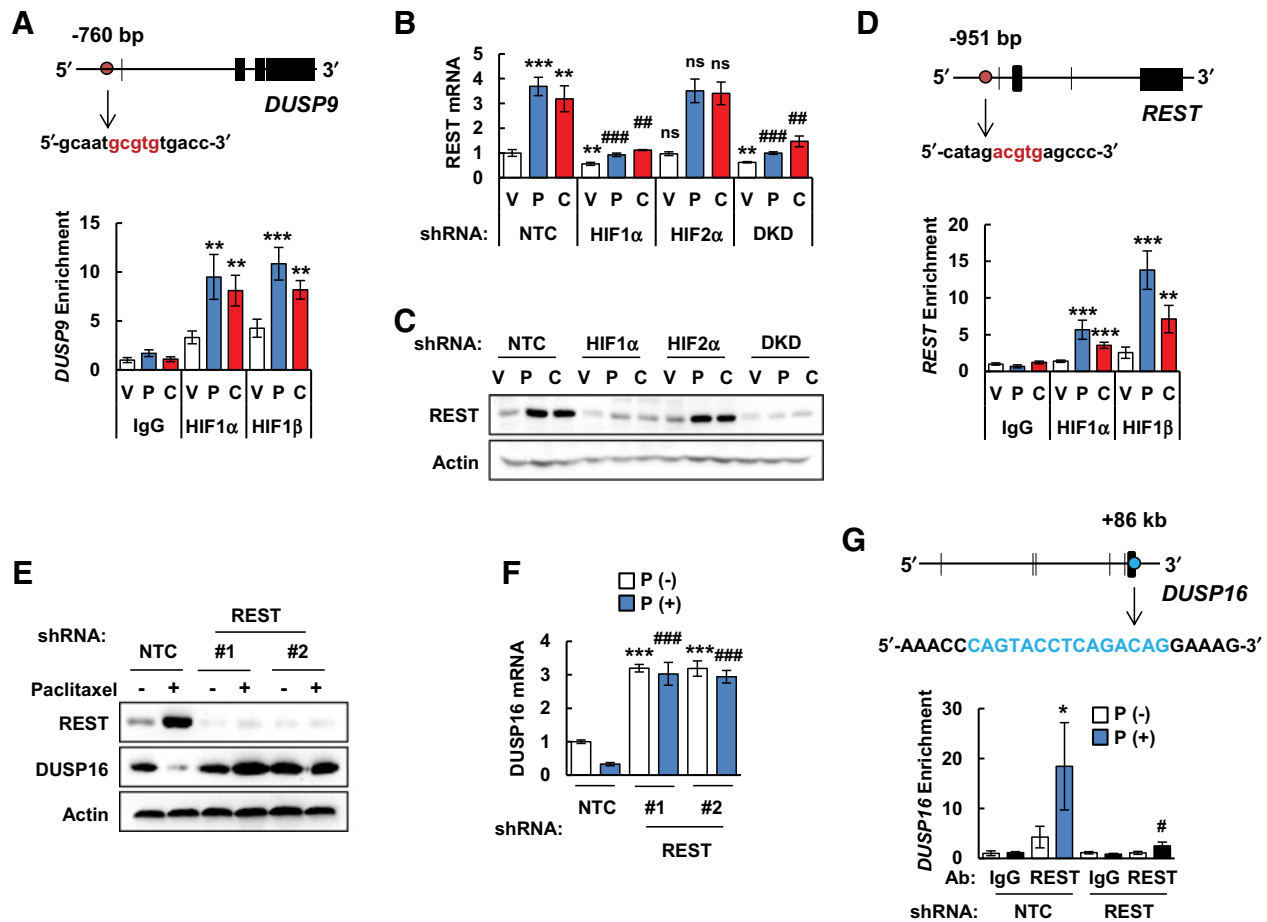 A
-760 bp
5′ 3′
DUSP9
5′-gcaatgcgtgtgacc-3′
DUSP9 Enrichment
15
10
5
0
** *** ** **
V P C V P C V P C
IgG HIF1α HIF1β
B
REST mRNA
5
4
3
2
1
0
*** ** ** ### ## ns ns ns ** ### ##
V P C V P C V P C V P C
shRNA: NTC HIF1α HIF2α DKD
C
shRNA: NTC HIF1α HIF2α DKD
V P C V P C V P C V P C
REST
Actin
D
-951 bp
5′ 3′
REST
5′-catagacgtgagccc-3′
REST Enrichment
20
15
10
5
0
*** *** *** **
V P C V P C V P C
IgG HIF1α HIF1β
E
REST
shRNA: NTC #1 #2
Paclitaxel - + - + - +
REST
DUSP16
Actin
F
P (-)
P (+)
DUSP16 mRNA
4
3
2
1
0
*** ### *** ###
NTC #1 #2
shRNA:
REST
G
+86 kb
5′ 3′
DUSP16
5′-AAACCCAGTACCTCAGACAGGAAAG-3′
DUSP16 Enrichment
30
20
10
0
P (-)
P (+)
* #
Ab: IgG REST IgG REST
shRNA: NTC REST